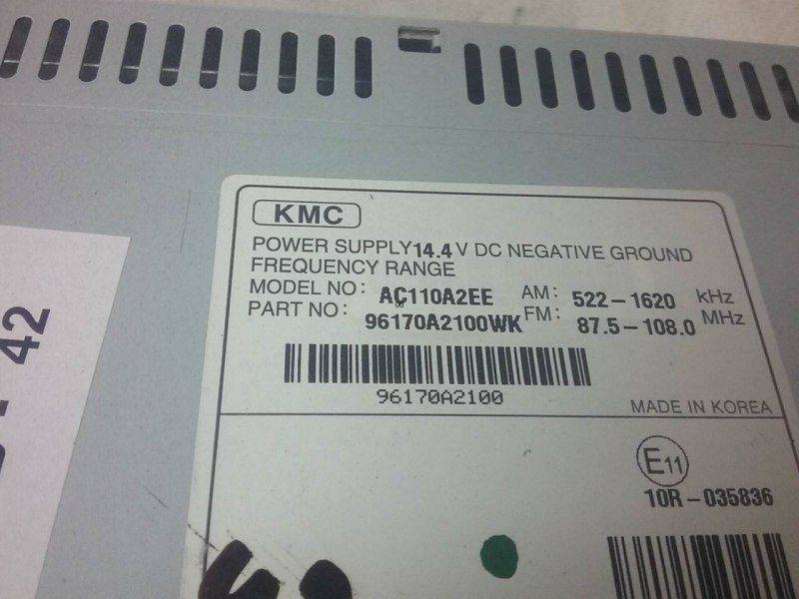 KMC
POWER SUPPLY 14.4 V DC NEGATIVE GROUND
FREQUENCY RANGE
MODEL NO: AC110A2EE AM: 522-1620 kHz
PART NO: 96170A2100WK FM: 87.5-108.0 MHz
96170A2100
MADE IN KOREA
E11
10R-035836
42